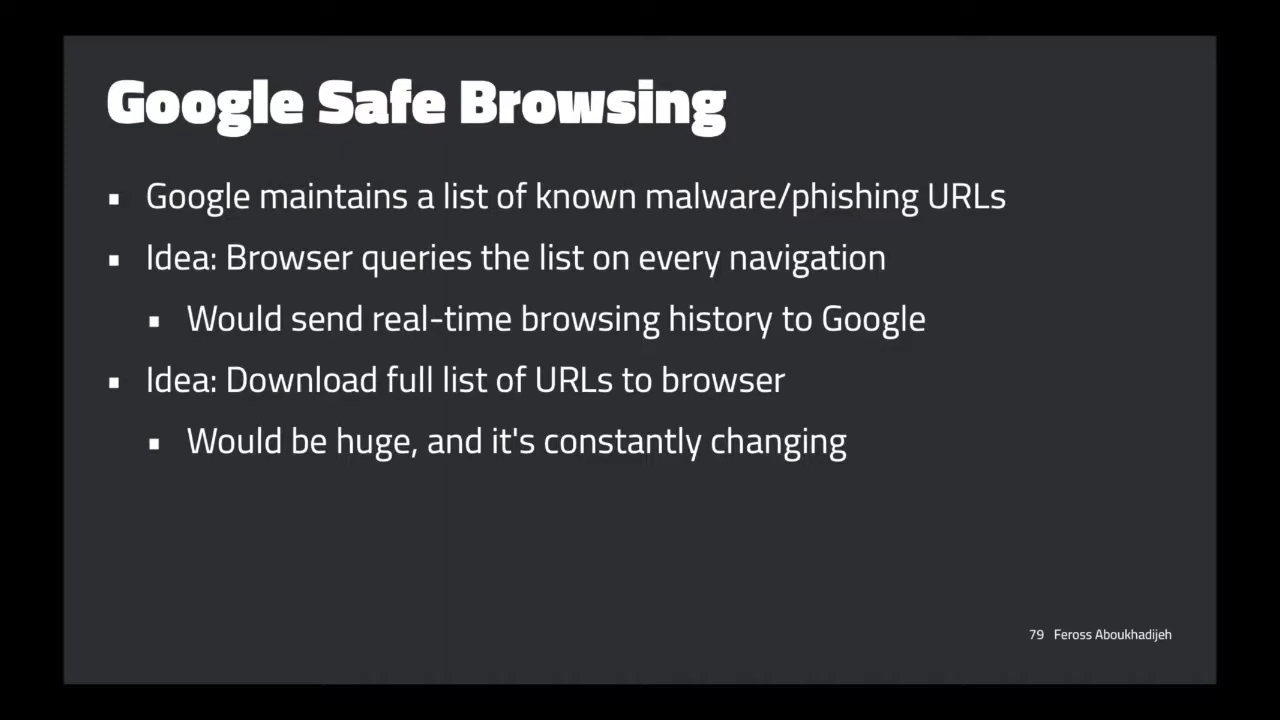 Google Safe Browsing
▪ Google maintains a list of known malware/phishing URLs
▪ Idea: Browser queries the list on every navigation
▪ Would send real-time browsing history to Google
▪ Idea: Download full list of URLs to browser
▪ Would be huge, and it's constantly changing
79 Feross Aboukhadijeh